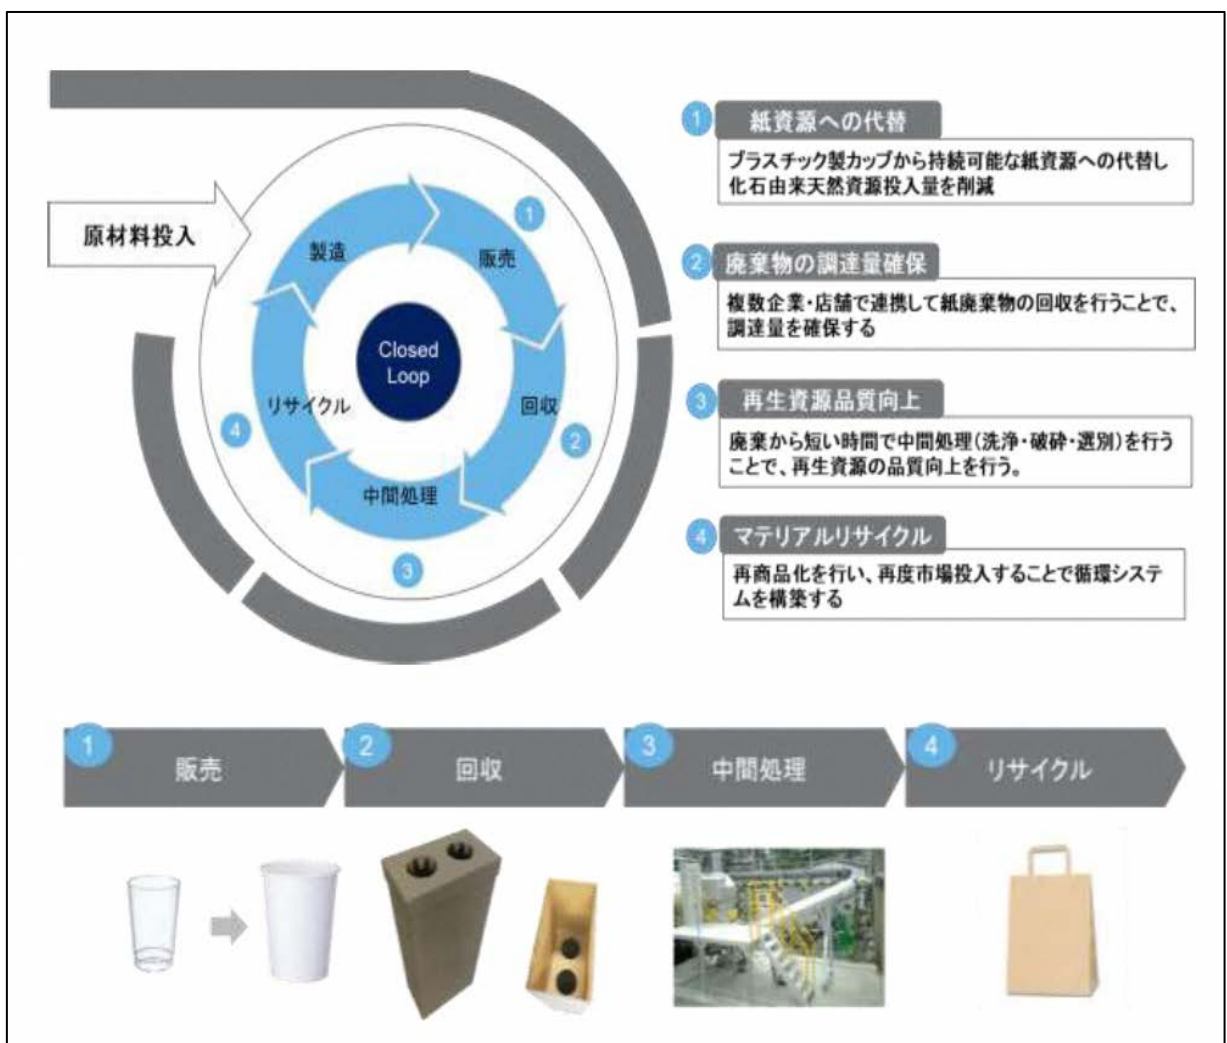 原材料投入
製造
販売
回収
中間処理
リサイクル
Closed
Loop
1
2
3
4
1 紙資源への代替
プラスチック製カップから持続可能な紙資源への代替し
化石由来天然資源投入量を削減
2 廃棄物の調達量確保
複数企業・店舗で連携して紙廃棄物の回収を行うことで、
調達量を確保する
3 再生資源品質向上
廃棄から短い時間で中間処理(洗浄・破砕・選別)を行う
ことで、再生資源の品質向上を行う。
4 マテリアルリサイクル
再商品化を行い、再度市場投入することで循環システ
ムを構築する
1 販売
2 回収
3 中間処理
4 リサイクル